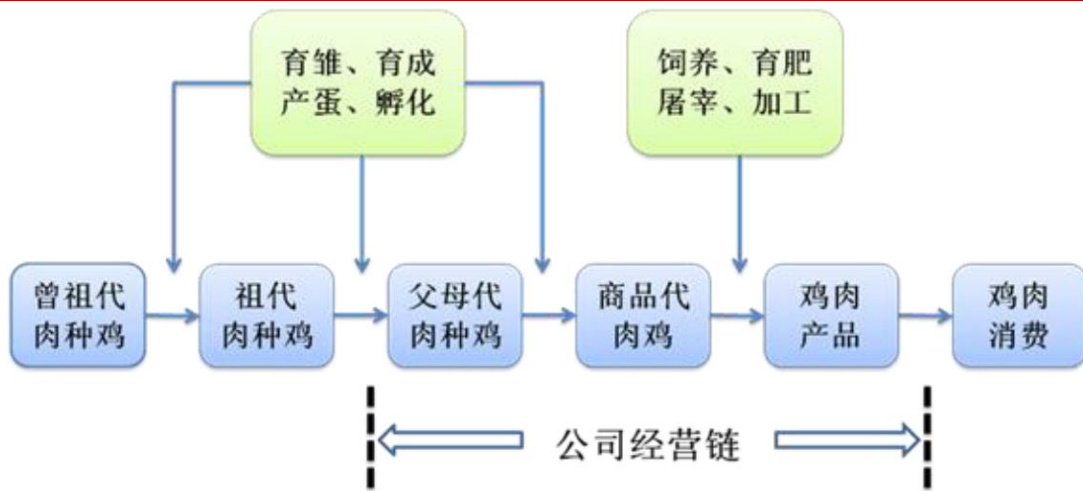 育雏、育成
产蛋、孵化
饲养、育肥
屠宰、加工
曾祖代
肉种鸡
祖代
肉种鸡
父母代
肉种鸡
商品代
肉鸡
鸡肉
产品
鸡肉
消费
公司经营链